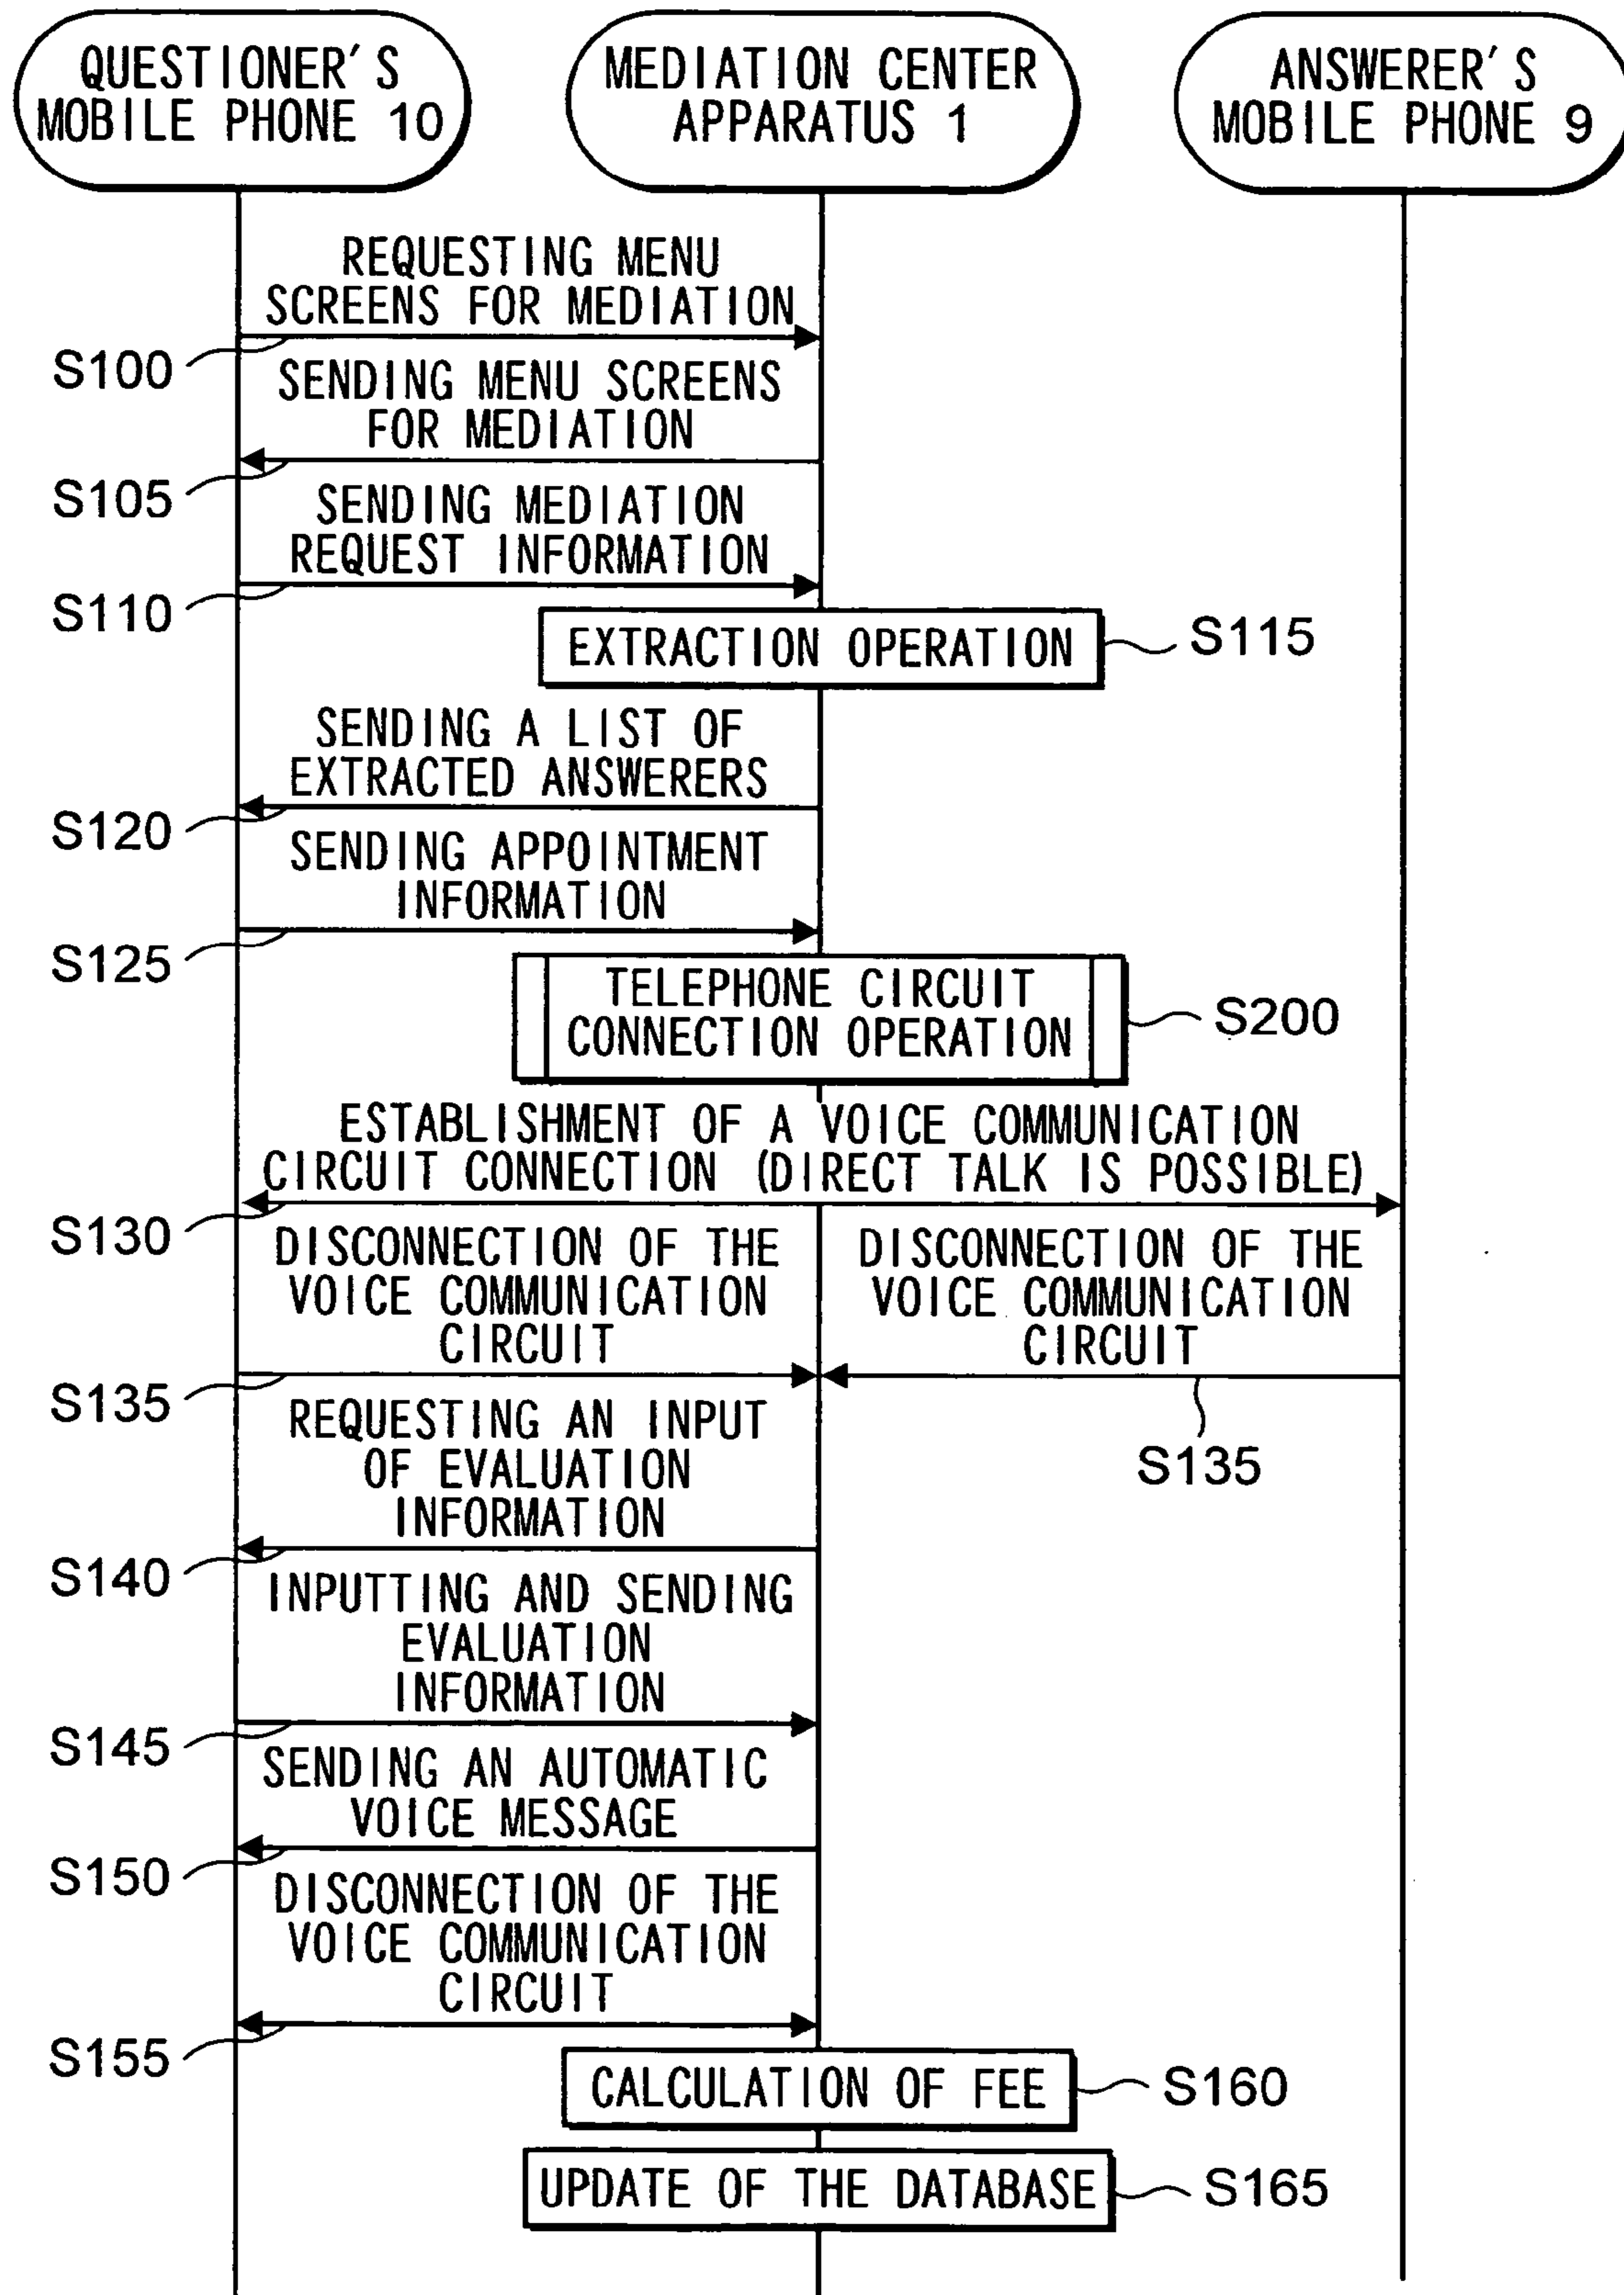 QUESTIONER'S
MOBILE PHONE 10
MEDIATION CENTER
APPARATUS 1
ANSWERER'S
MOBILE PHONE 9
REQUESTING MENU
SCREENS FOR MEDIATION
S100
SENDING MENU SCREENS
FOR MEDIATION
S105
SENDING MEDIATION
REQUEST INFORMATION
S110
EXTRACTION OPERATION
S115
SENDING A LIST OF
EXTRACTED ANSWERERS
S120
SENDING APPOINTMENT
INFORMATION
S125
TELEPHONE CIRCUIT
CONNECTION OPERATION
S200
ESTABLISHMENT OF A VOICE COMMUNICATION
CIRCUIT CONNECTION (DIRECT TALK IS POSSIBLE)
S130
DISCONNECTION OF THE
VOICE COMMUNICATION
CIRCUIT
S135
DISCONNECTION OF THE
VOICE COMMUNICATION
CIRCUIT
S135
REQUESTING AN INPUT
OF EVALUATION
INFORMATION
S140
INPUTTING AND SENDING
EVALUATION
INFORMATION
S145
SENDING AN AUTOMATIC
VOICE MESSAGE
S150
DISCONNECTION OF THE
VOICE COMMUNICATION
CIRCUIT
S155
CALCULATION OF FEE
S160
UPDATE OF THE DATABASE
S165